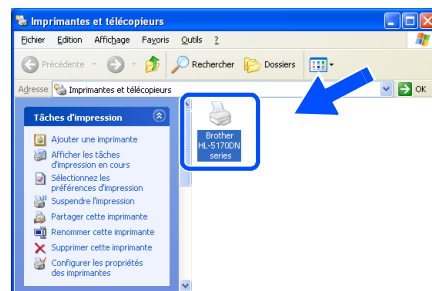 Imprimantes et télécopieurs
Fichier Edition Affichage Favoris Outils ?
Précédente Rechercher Dossiers
Adresse Imprimantes et télécopieurs OK
Tâches d'impression
Ajouter une imprimante
Afficher les tâches
d'impression en cours
Sélectionnez les
préférences d'impression
Suspendre l'impression
Partager cette imprimante
Renommer cette imprimante
Supprimer cette imprimante
Configurer les propriétés
des imprimantes
Brother
HL-5170DN
series